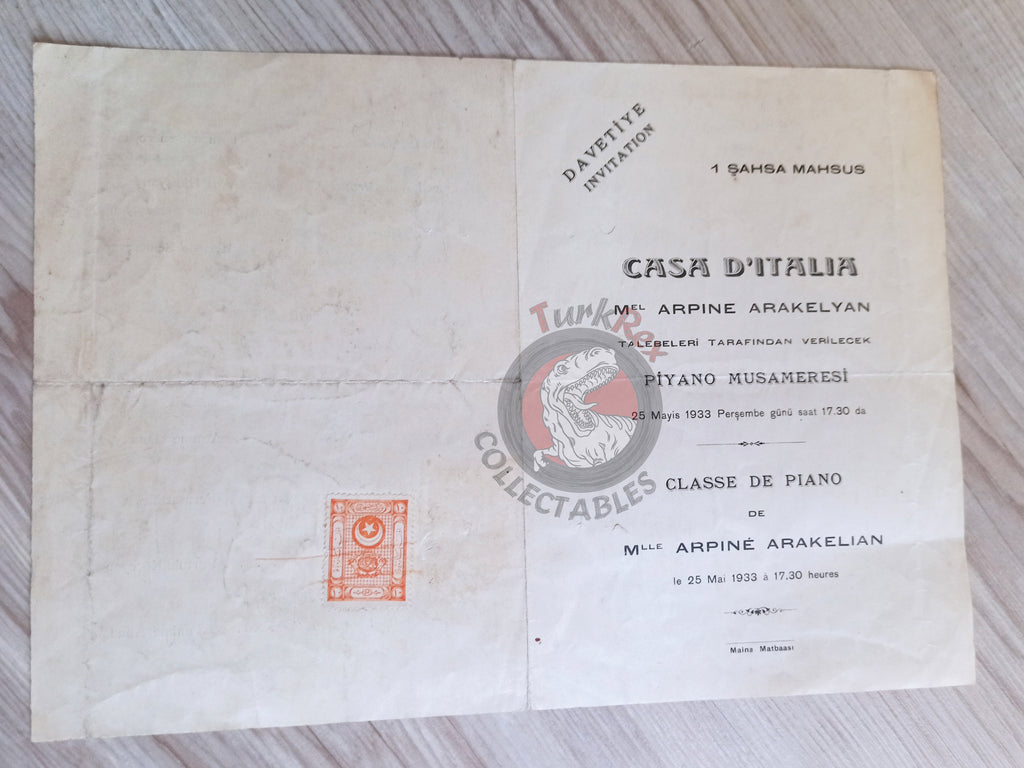 DAVETİYE
INVITATION
1 ŞAHSA MAHSUS
CASA D'ITALIA
MEL ARPINE ARAKELYAN
TALEBELERİ TARAFINDAN VERİLECEK
PİYANO MUSAMERESİ
25 Mayis 1933 Perşembe günü saat 17.30 da
CLASSE DE PIANO
DE
MLLE ARPINÉ ARAKELIAN
le 25 Mai 1933 à 17.30 heures
Maina Matbaası
TurkRex
COLLECTABLES